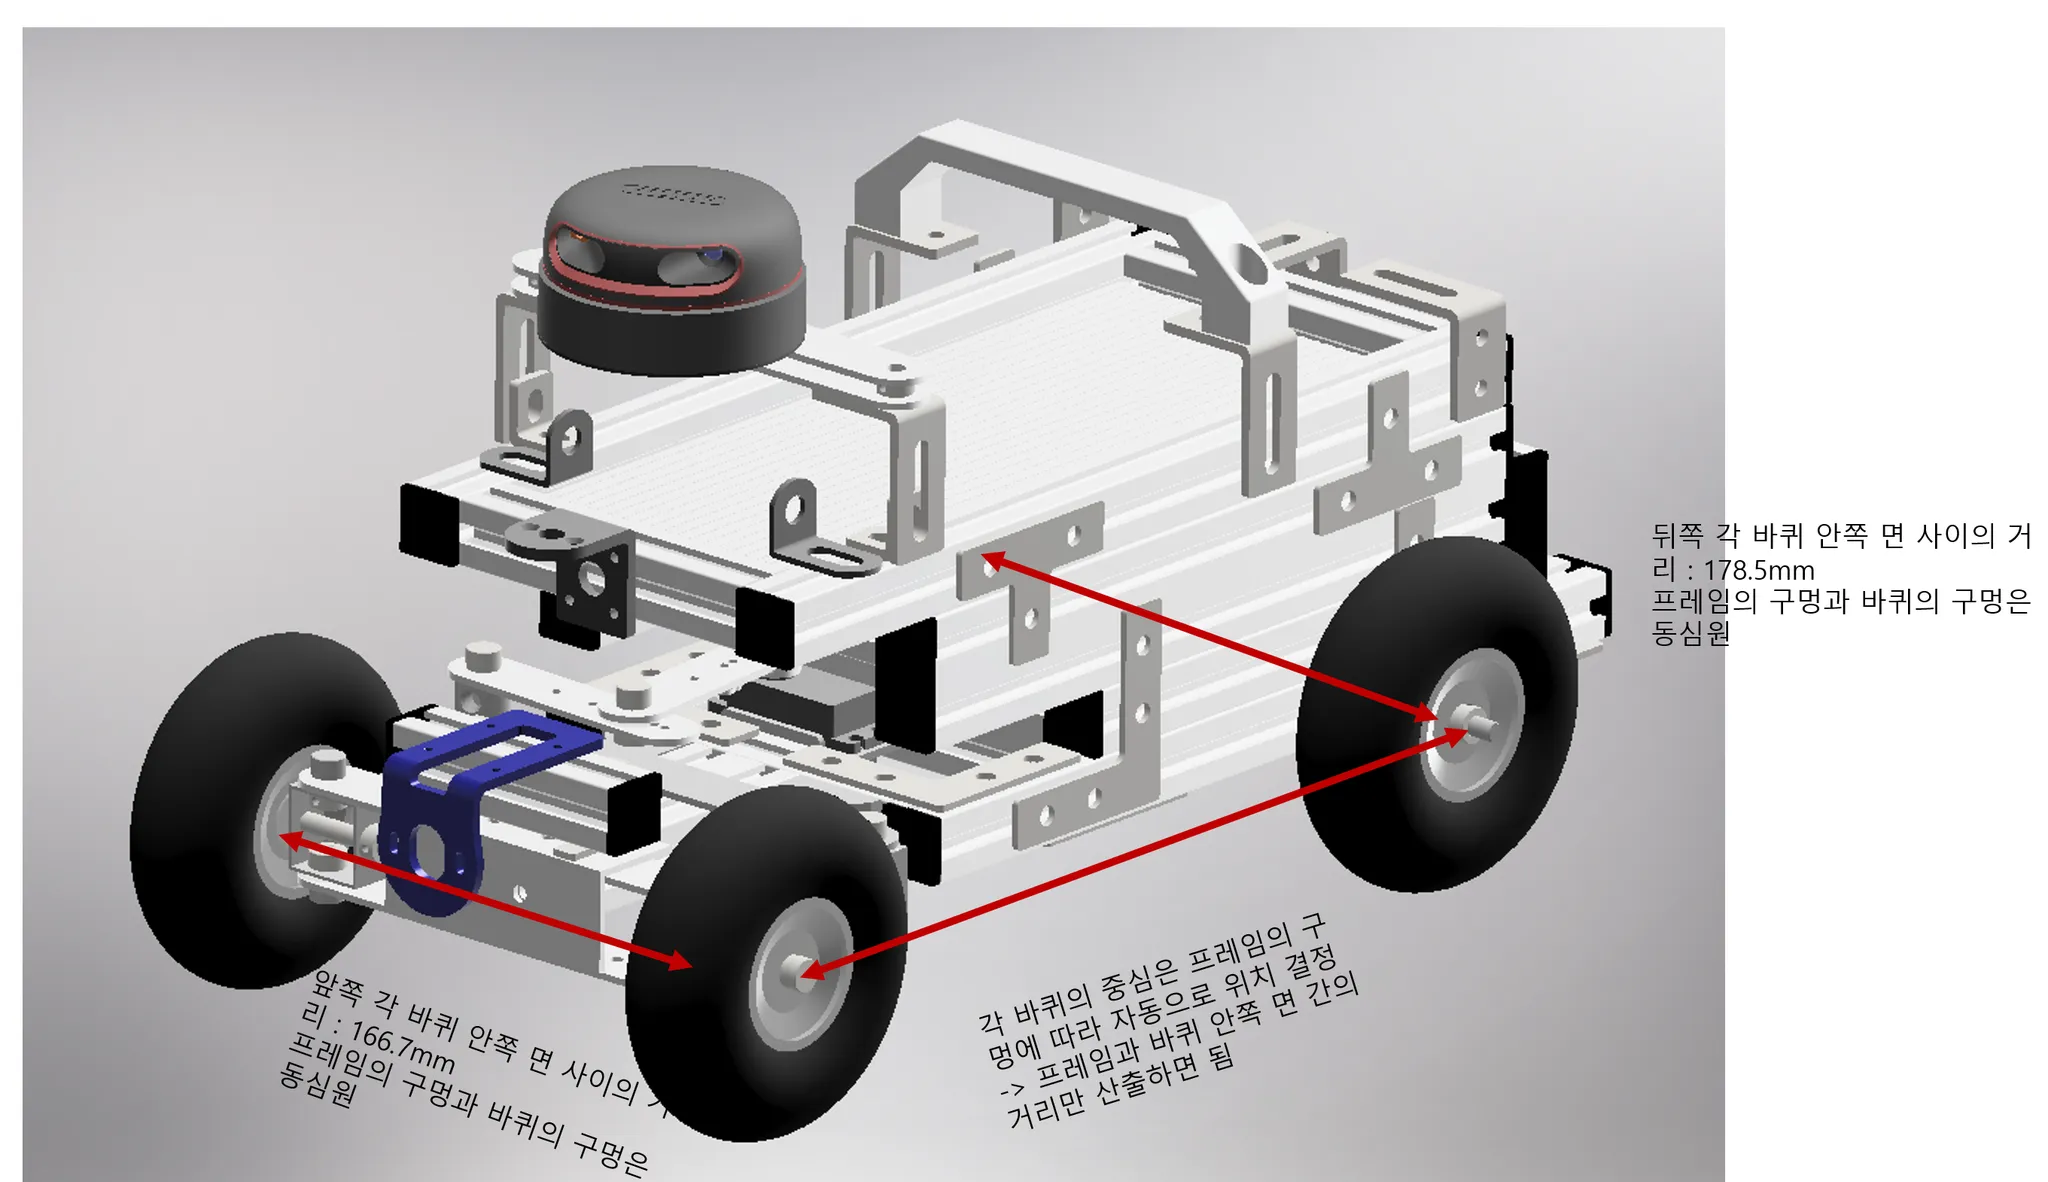 뒤쪽 각 바퀴 안쪽 면 사이의 거
리 : 178.5mm
프레임의 구멍과 바퀴의 구멍은
동심원
각 바퀴의 중심은 프레임의 구
멍에 따라 자동으로 위치 결정
-> 프레임과 바퀴 안쪽 면 간의
거리만 산출하면 됨
앞쪽 각 바퀴 안쪽 면 사이의 거
리 : 166.7mm
프레임의 구멍과 바퀴의 구멍은
동심원